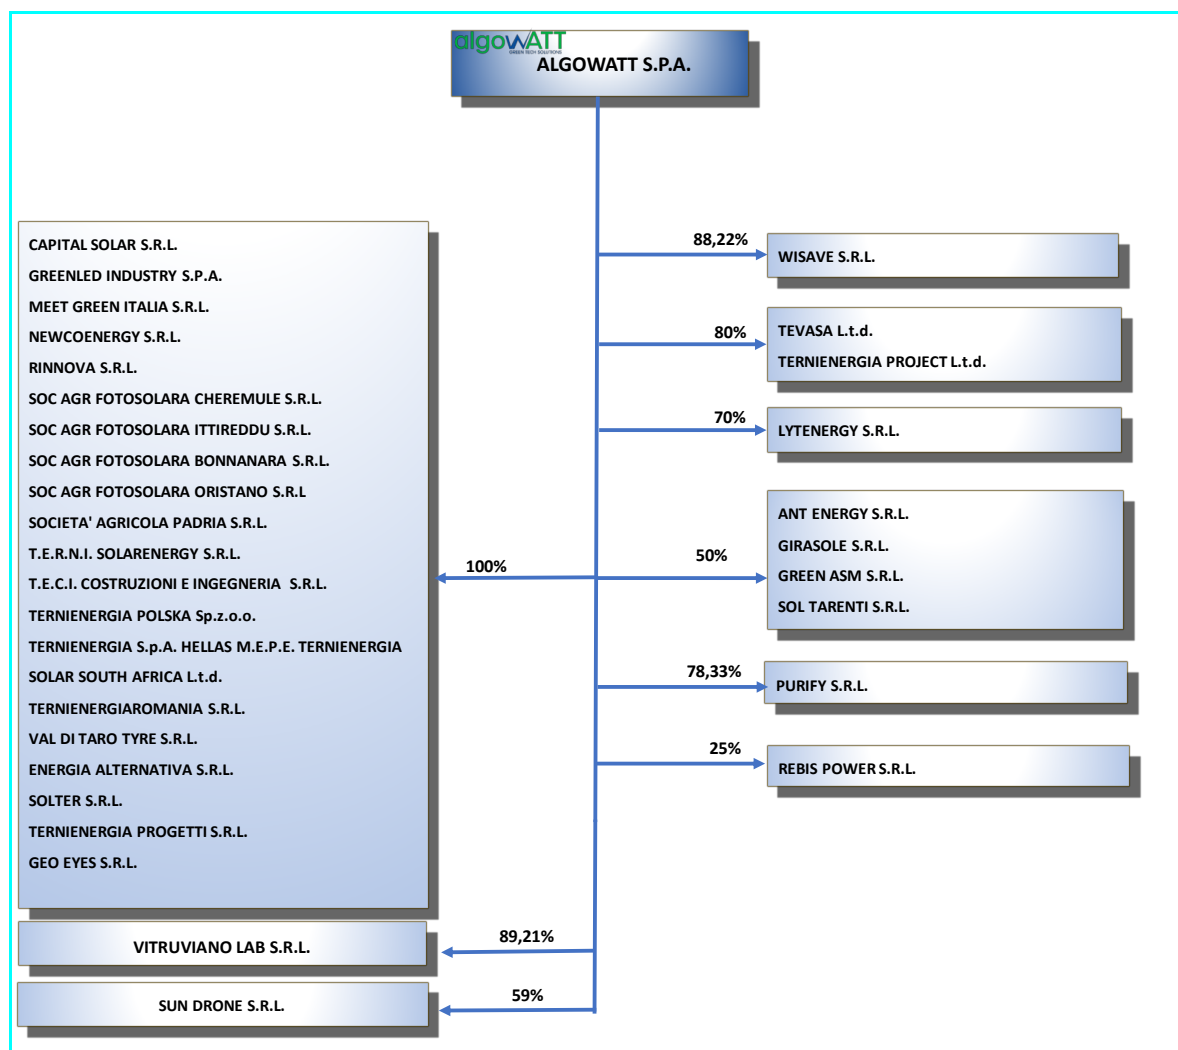 algoWATT
GREEN TECH SOLUTIONS
ALGOWATT S.P.A.
CAPITAL SOLAR S.R.L.
GREENLED INDUSTRY S.P.A.
MEET GREEN ITALIA S.R.L.
NEWCOENERGY S.R.L.
RINNOVA S.R.L.
SOC AGR FOTOSOLARA CHEREMULE S.R.L.
SOC AGR FOTOSOLARA ITTIREDDU S.R.L.
SOC AGR FOTOSOLARA BONNANARA S.R.L.
SOC AGR FOTOSOLARA ORISTANO S.R.L
SOCIETA' AGRICOLA PADRIA S.R.L.
T.E.R.N.I. SOLARENERGY S.R.L.
T.E.C.I. COSTRUZIONI E INGEGNERIA S.R.L.
TERNIENERGIA POLSKA Sp.z.o.o.
TERNIENERGIA S.p.A. HELLAS M.E.P.E. TERNIENERGIA
SOLAR SOUTH AFRICA L.t.d.
TERNIENERGIAROMANIA S.R.L.
VAL DI TARO TYRE S.R.L.
ENERGIA ALTERNATIVA S.R.L.
SOLTER S.R.L.
TERNIENERGIA PROGETTI S.R.L.
GEO EYES S.R.L.
100%
VITRUVIANO LAB S.R.L.
89,21%
SUN DRONE S.R.L.
59%
88,22%
WISAVE S.R.L.
80%
TEVASA L.t.d.
TERNIENERGIA PROJECT L.t.d.
70%
LYTENERGY S.R.L.
50%
ANT ENERGY S.R.L.
GIRASOLE S.R.L.
GREEN ASM S.R.L.
SOL TARENTI S.R.L.
78,33%
PURIFY S.R.L.
25%
REBIS POWER S.R.L.